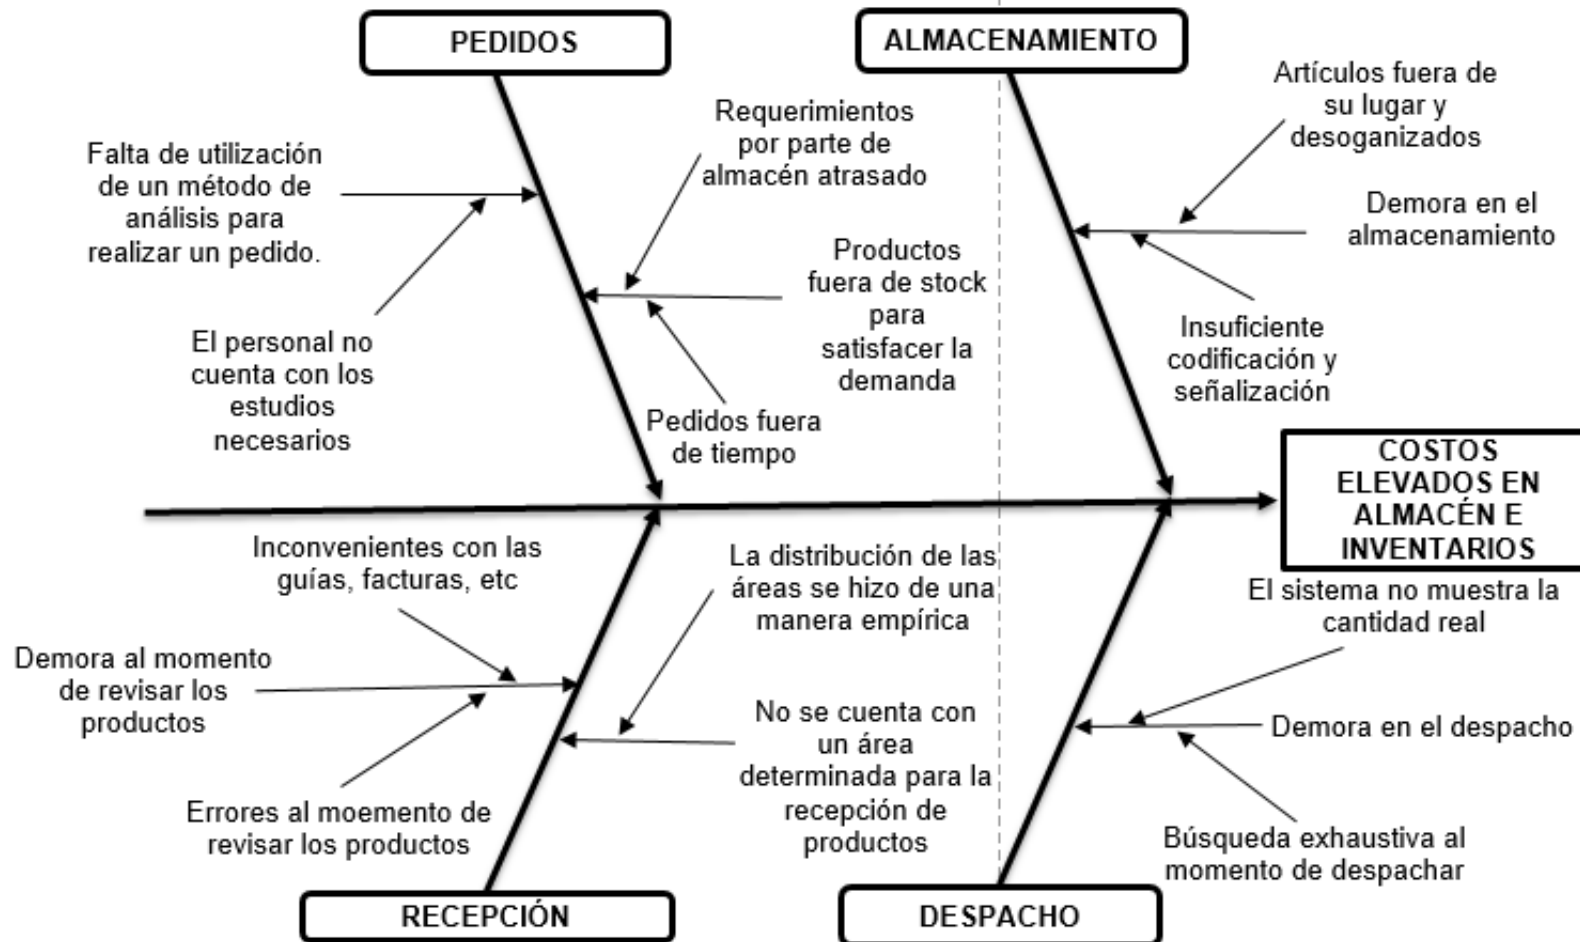 PEDIDOS
ALMACENAMIENTO
Falta de utilización
de un método de
análisis para
realizar un pedido.
El personal no
cuenta con los
estudios
necesarios
Requerimientos
por parte de
almacén atrasado
Productos
fuera de stock
para
satisfacer la
demanda
Pedidos fuera
de tiempo
Artículos fuera de
su lugar y
desoganizados
Demora en el
almacenamiento
Insuficiente
codificación y
señalización
COSTOS
ELEVADOS EN
ALMACÉN E
INVENTARIOS
Inconvenientes con las
guías, facturas, etc
Demora al momento
de revisar los
productos
Errores al moemento de
revisar los productos
La distribución de las
áreas se hizo de una
manera empírica
No se cuenta con
un área
determinada para la
recepción de
productos
El sistema no muestra la
cantidad real
Demora en el despacho
Búsqueda exhaustiva al
momento de despachar
RECEPCIÓN
DESPACHO